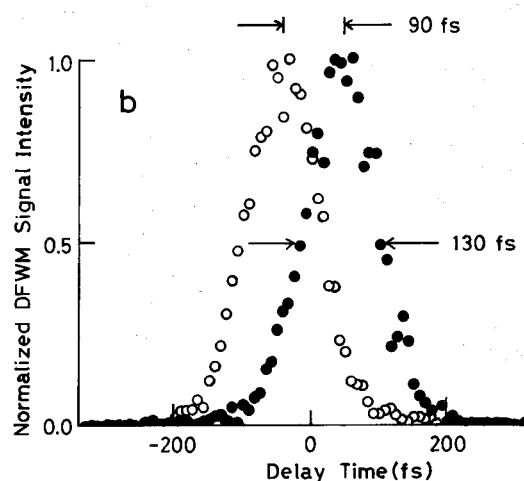 90 fs
1.0
b
0.5
130 fs
0.0
Normalized DFWM Signal Intensity
-200
0
200
Delay Time(fs)